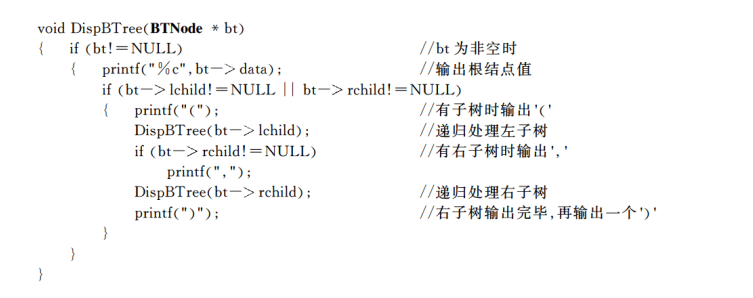 void DispBTree(BTNode * bt)
{ if (bt!=NULL) //bt 为非空时
{ printf("%c",bt->data); //输出根结点值
if (bt->lchild!=NULL || bt->rchild!=NULL)
{ printf("("); //有子树时输出'('
DispBTree(bt->lchild); //递归处理左子树
if (bt->rchild!=NULL) //有右子树时输出','
printf(",");
DispBTree(bt->rchild); //递归处理右子树
printf(")"); //右子树输出完毕,再输出一个')'
}
}
}